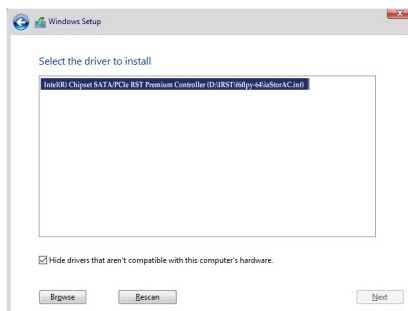 Windows Setup
Select the driver to install
Intel(R) Chipset SATA/PCIe RST Premium Controller (D:\IRST\f6flpy-64\iaStorAC.inf)
Hide drivers that aren't compatible with this computer's hardware.
Browse Rescan Next